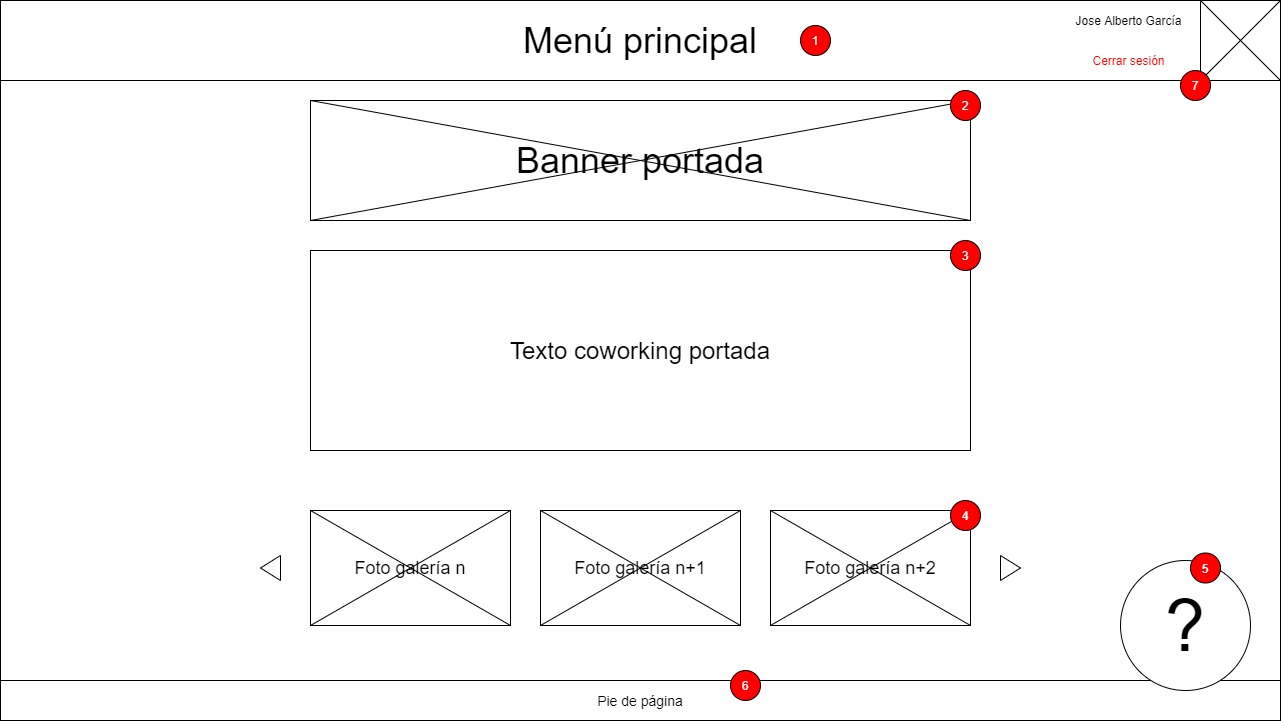 Menú principal
1
Jose Alberto García
Cerrar sesión
7
2
Banner portada
3
Texto coworking portada
4
Foto galería n
Foto galería n+1
Foto galería n+2
5
?
6
Pie de página